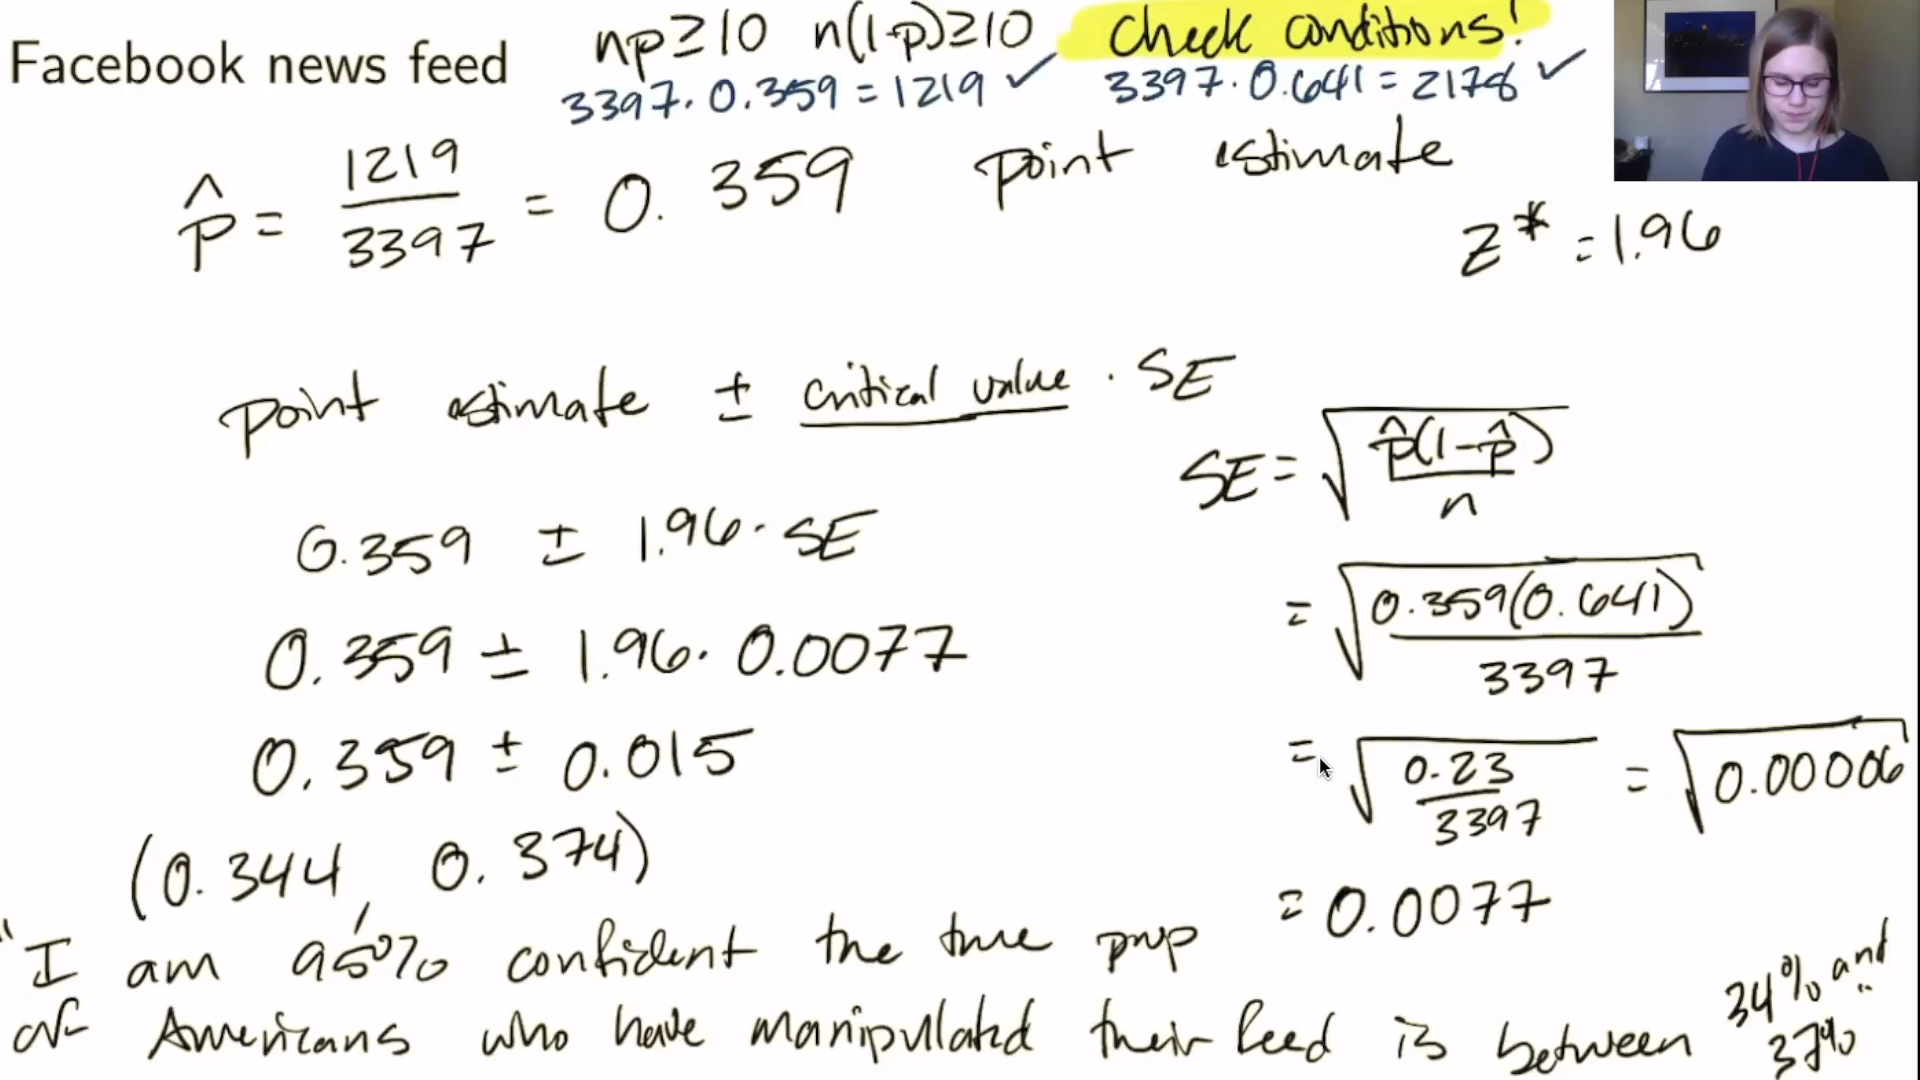 Facebook news feed np≥10 n(1-p)≥10 Check conditions!
3397·0.359=1219 ✓ 3397·0.641=2178 ✓
p̂ = 1219/3397 = 0.359 point estimate
z* = 1.96
point estimate ± critical value · SE
SE = √(p̂(1-p̂)/n)
0.359 ± 1.96·SE
= √(0.359(0.641)/3397)
0.359 ± 1.96·0.0077
0.359 ± 0.015
= √(0.23/3397) = √0.00006
(0.344, 0.374)
= 0.0077
"I am 95% confident the true prop
of Americans who have manipulated their feed is between 34% and
37%